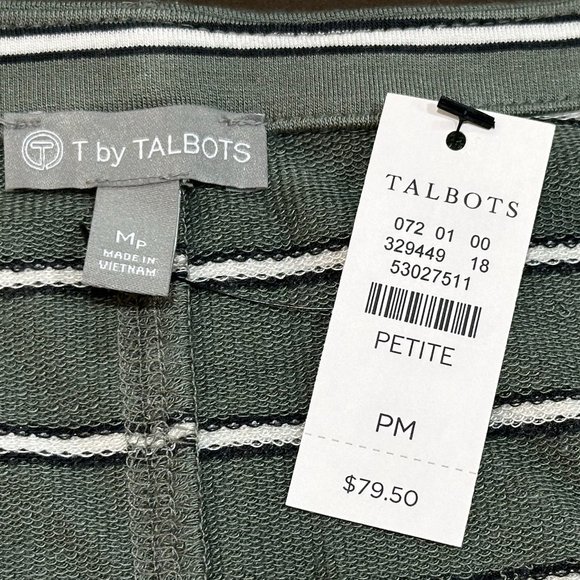 T by TALBOTS
MP
MADE IN
VIETNAM
TALBOTS
072 01 00
329449 18
53027511
PETITE
PM
$79.50